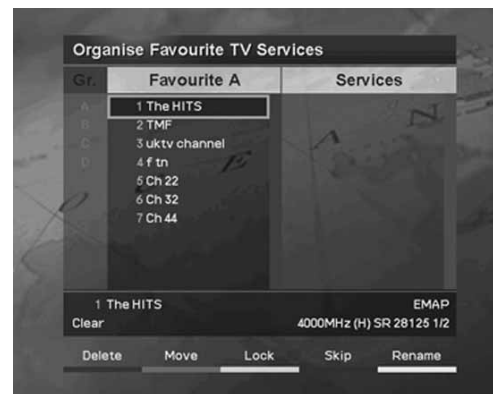 Organise Favourite TV Services
Gr. Favourite A Services
A 1 The HITS
B 2 TMF
C 3 uktv channel
D 4 f tn
5 Ch 22
6 Ch 32
7 Ch 44
N
1 The HITS EMAP
Clear 4000MHz (H) SR 28125 1/2
Delete Move Lock Skip Rename